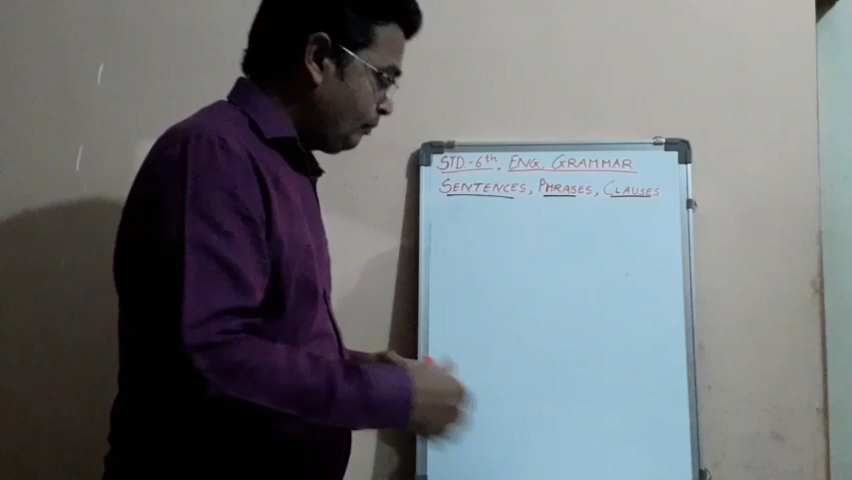 STD.-6th, ENG. GRAMMAR
SENTENCES, PHRASES, CLAUSES